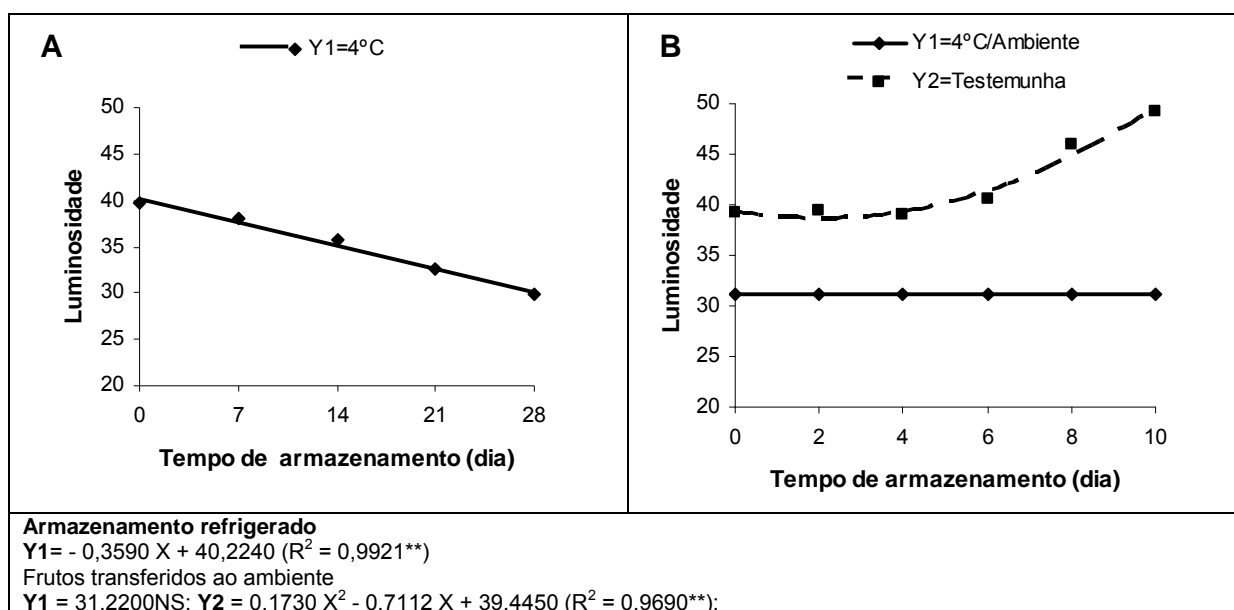 A
Y1=4ºC
Luminosidade
50
45
40
35
30
25
20
0 7 14 21 28
Tempo de armazenamento (dia)
B
Y1=4ºC/Ambiente
Y2=Testemunha
Luminosidade
50
45
40
35
30
25
20
0 2 4 6 8 10
Tempo de armazenamento (dia)
Armazenamento refrigerado
Y1= - 0,3590 X + 40,2240 (R² = 0,9921**)
Frutos transferidos ao ambiente
Y1 = 31,2200NS; Y2 = 0,1730 X² - 0,7112 X + 39,4450 (R² = 0,9690**);